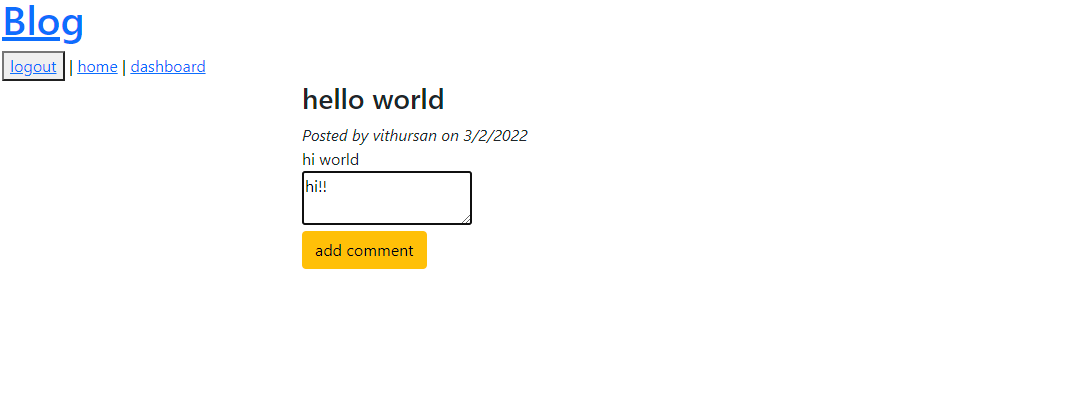 Blog
logout | home | dashboard
hello world
Posted by vithursan on 3/2/2022
hi world
hi!!
add comment